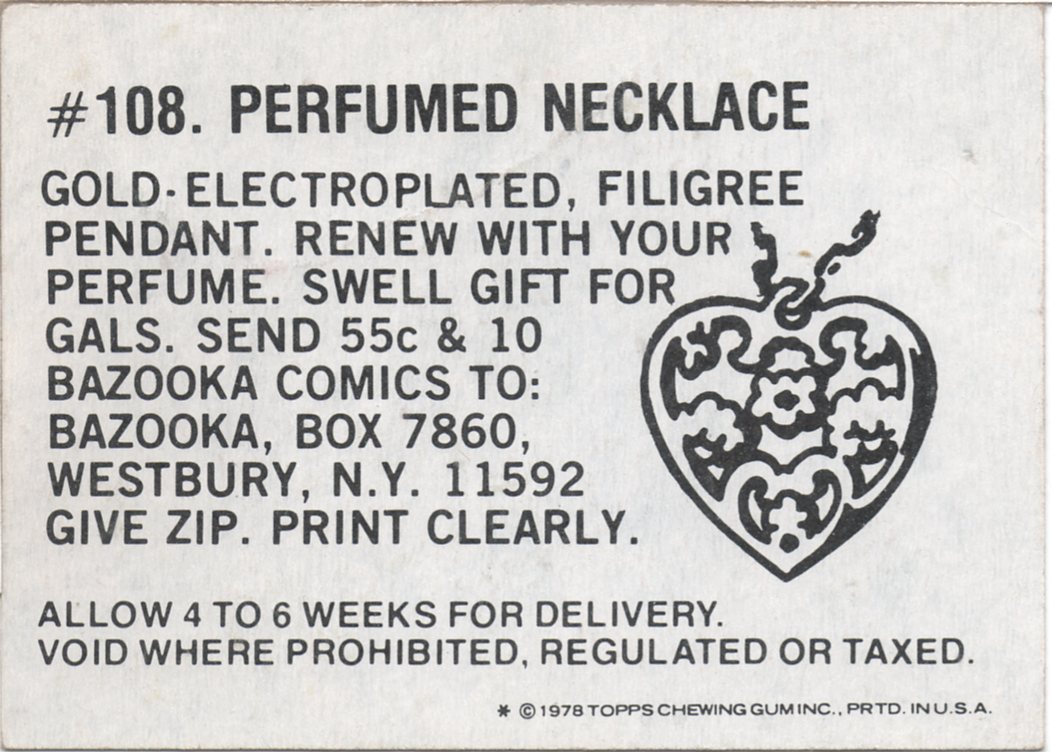 #108. PERFUMED NECKLACE
GOLD-ELECTROPLATED, FILIGREE
PENDANT. RENEW WITH YOUR
PERFUME. SWELL GIFT FOR
GALS. SEND 55c & 10
BAZOOKA COMICS TO:
BAZOOKA, BOX 7860,
WESTBURY, N.Y. 11592
GIVE ZIP. PRINT CLEARLY.
ALLOW 4 TO 6 WEEKS FOR DELIVERY.
VOID WHERE PROHIBITED, REGULATED OR TAXED.
* © 1978 TOPPS CHEWING GUM INC., PRTD. IN U.S.A.